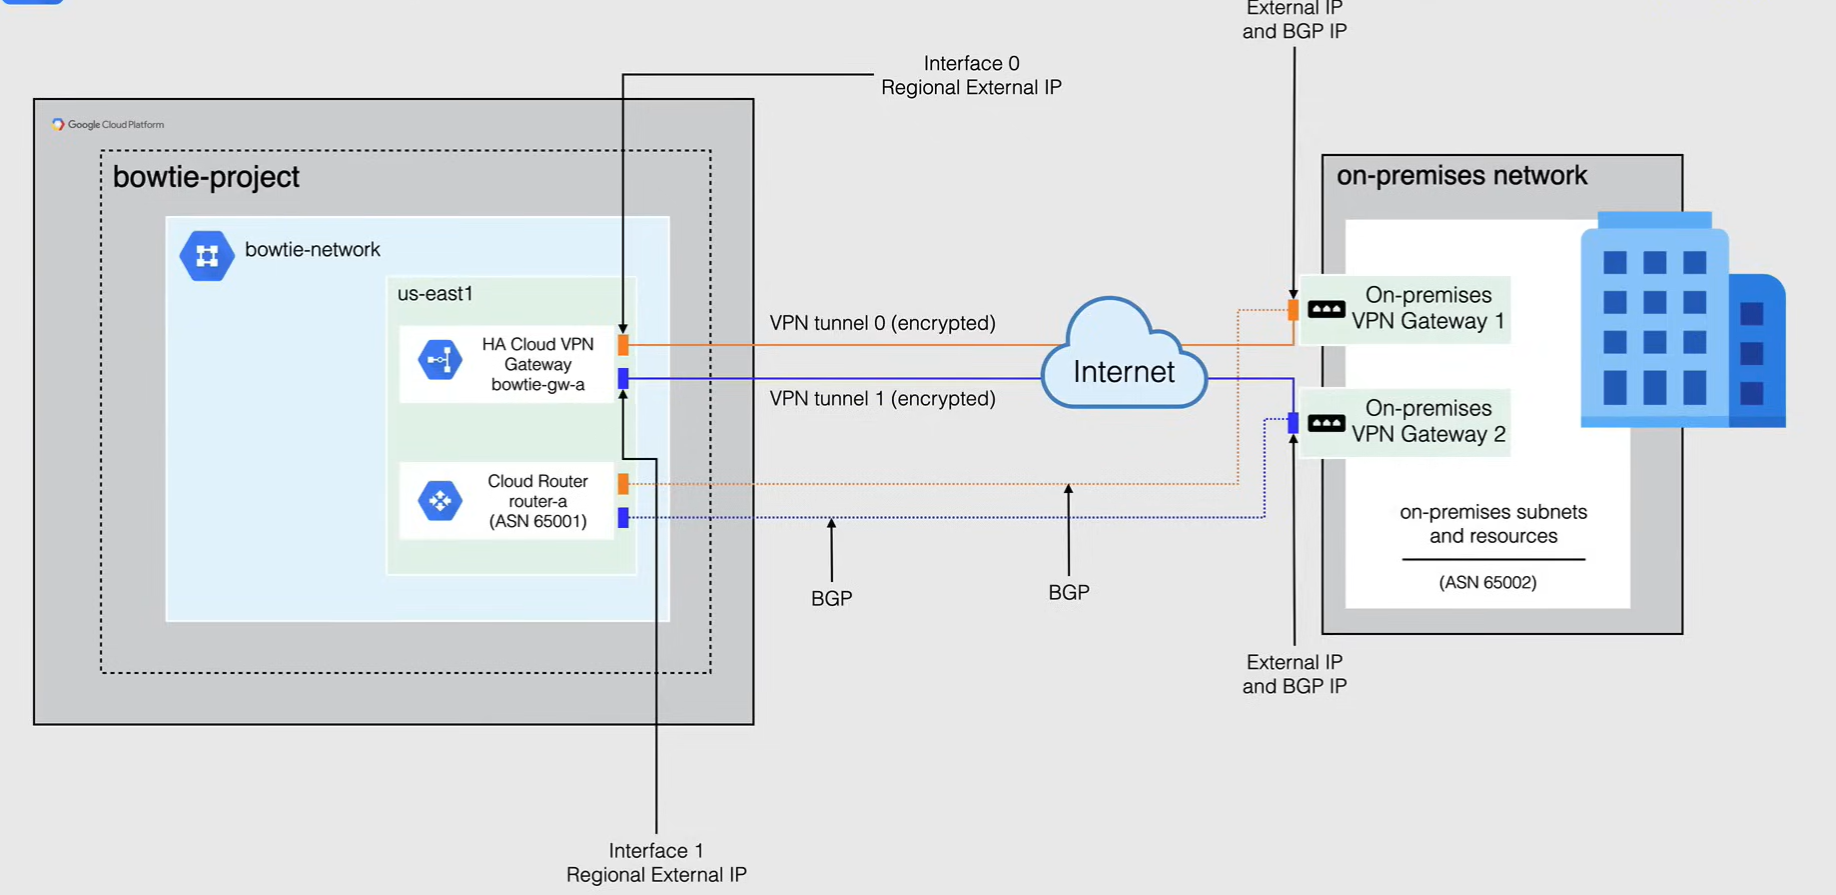 External IP
and BGP IP
Interface 0
Regional External IP
Google Cloud Platform
bowtie-project
on-premises network
bowtie-network
us-east1
HA Cloud VPN
Gateway
bowtie-gw-a
VPN tunnel 0 (encrypted)
Internet
VPN tunnel 1 (encrypted)
On-premises
VPN Gateway 1
On-premises
VPN Gateway 2
Cloud Router
router-a
(ASN 65001)
on-premises subnets
and resources
(ASN 65002)
BGP
BGP
External IP
and BGP IP
Interface 1
Regional External IP